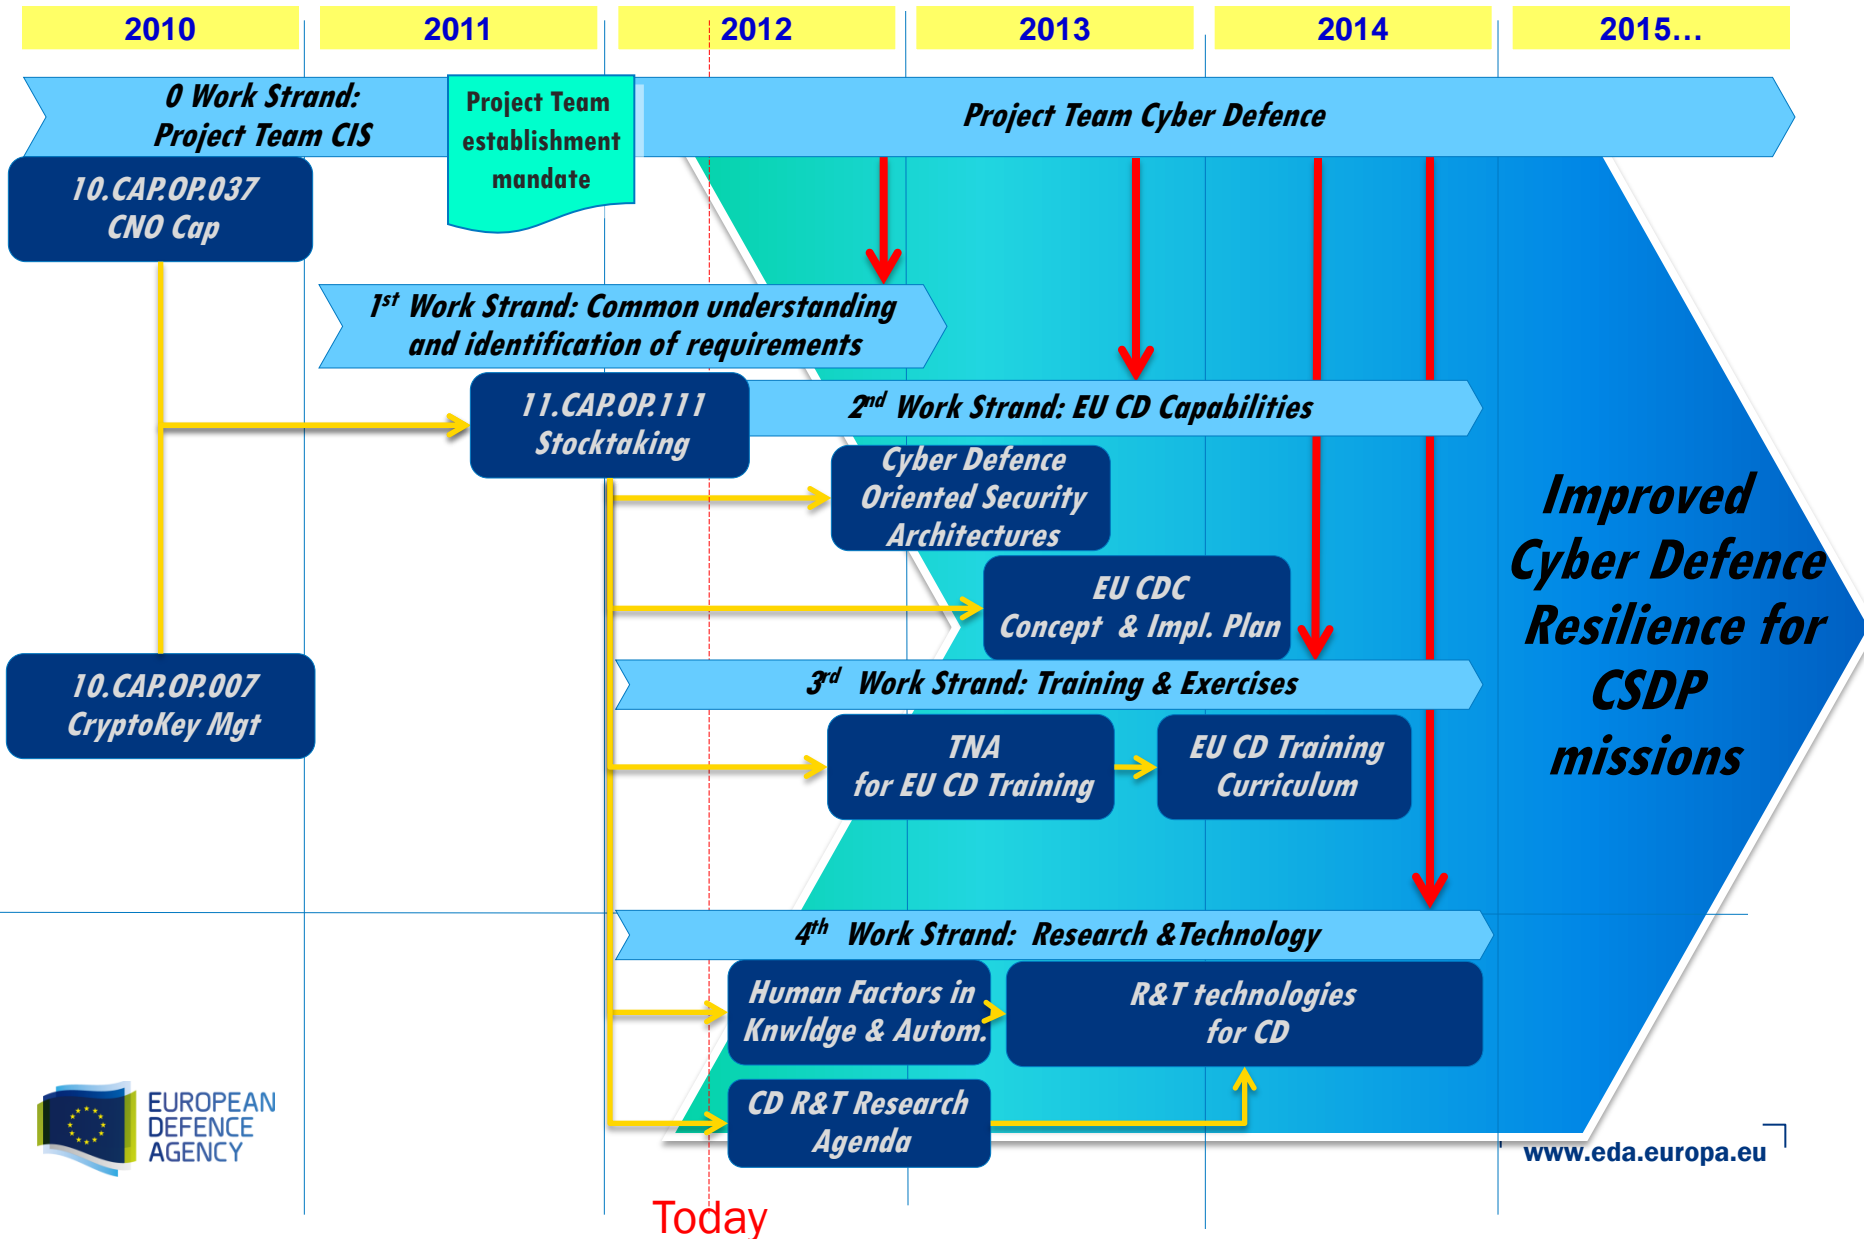 2010
2011
2012
2013
2014
2015…
0 Work Strand:
Project Team CIS
Project Team
establishment
mandate
Project Team Cyber Defence
10.CAP.OP.037
CNO Cap
1st Work Strand: Common understanding
and identification of requirements
11.CAP.OP.111
Stocktaking
2nd Work Strand: EU CD Capabilities
Cyber Defence
Oriented Security
Architectures
EU CDC
Concept & Impl. Plan
10.CAP.OP.007
CryptoKey Mgt
3rd Work Strand: Training & Exercises
TNA
for EU CD Training
EU CD Training
Curriculum
Improved
Cyber Defence
Resilience for
CSDP
missions
4th Work Strand: Research &Technology
Human Factors in
Knwldge & Autom.
R&T technologies
for CD
CD R&T Research
Agenda
EUROPEAN
DEFENCE
AGENCY
www.eda.europa.eu
Today